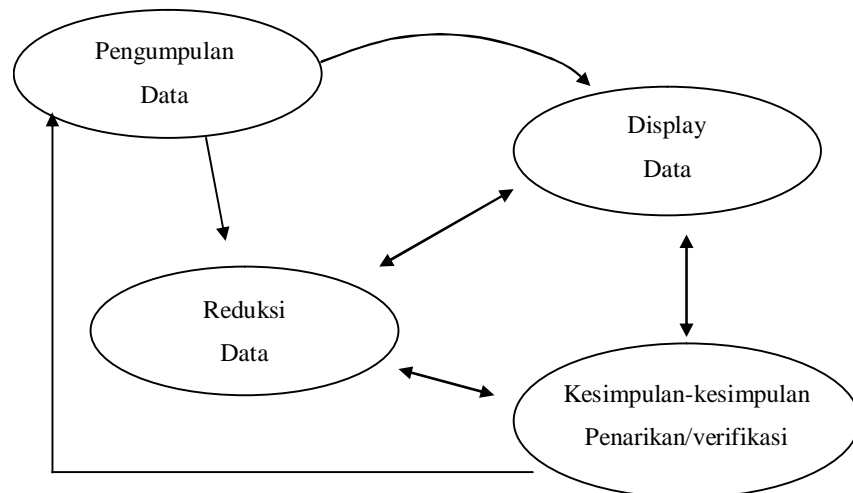 Pengumpulan
Data
Display
Data
Reduksi
Data
Kesimpulan-kesimpulan
Penarikan/verifikasi